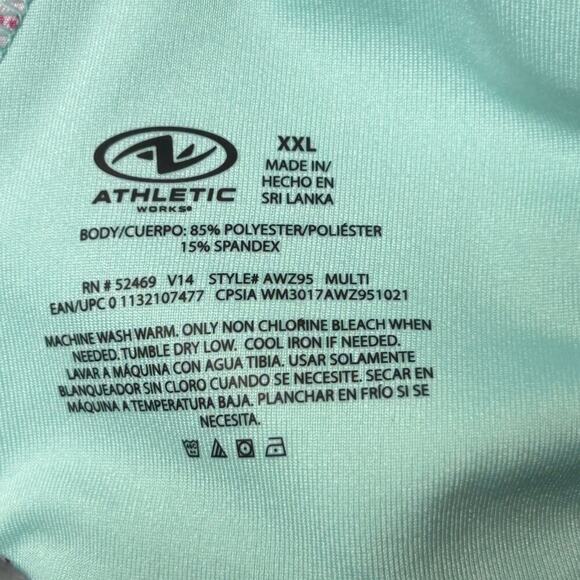 XXL
MADE IN/
HECHO EN
SRI LANKA
ATHLETIC
WORKS®
BODY/CUERPO: 85% POLYESTER/POLIÉSTER
15% SPANDEX
RN # 52469 V14 STYLE# AWZ95 MULTI
EAN/UPC 0 1132107477 CPSIA WM3017AWZ951021
MACHINE WASH WARM. ONLY NON CHLORINE BLEACH WHEN
NEEDED. TUMBLE DRY LOW. COOL IRON IF NEEDED.
LAVAR A MÁQUINA CON AGUA TIBIA. USAR SOLAMENTE
BLANQUEADOR SIN CLORO CUANDO SE NECESITE. SECAR EN
MÁQUINA A TEMPERATURA BAJA. PLANCHAR EN FRÍO SI SE
NECESITA.